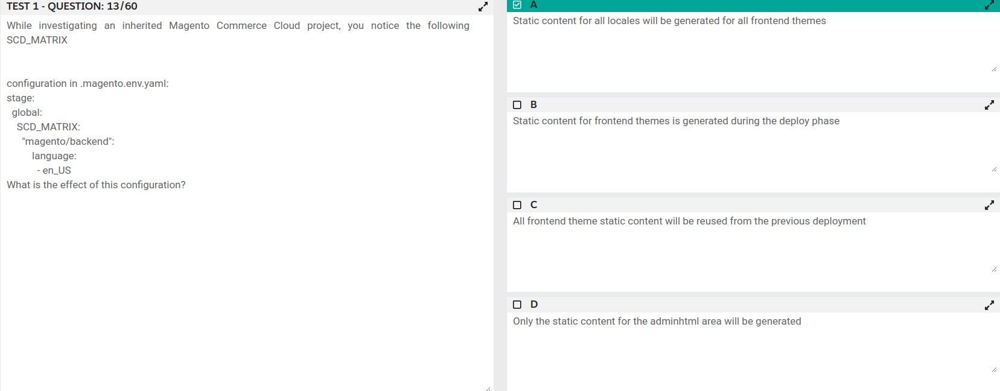 TEST 1 - QUESTION: 13/60
While investigating an inherited Magento Commerce Cloud project, you notice the following
SCD_MATRIX
configuration in .magento.env.yaml:
stage:
global:
SCD_MATRIX:
"magento/backend":
language:
- en_US
What is the effect of this configuration?
A
Static content for all locales will be generated for all frontend themes
B
Static content for frontend themes is generated during the deploy phase
C
All frontend theme static content will be reused from the previous deployment
D
Only the static content for the adminhtml area will be generated